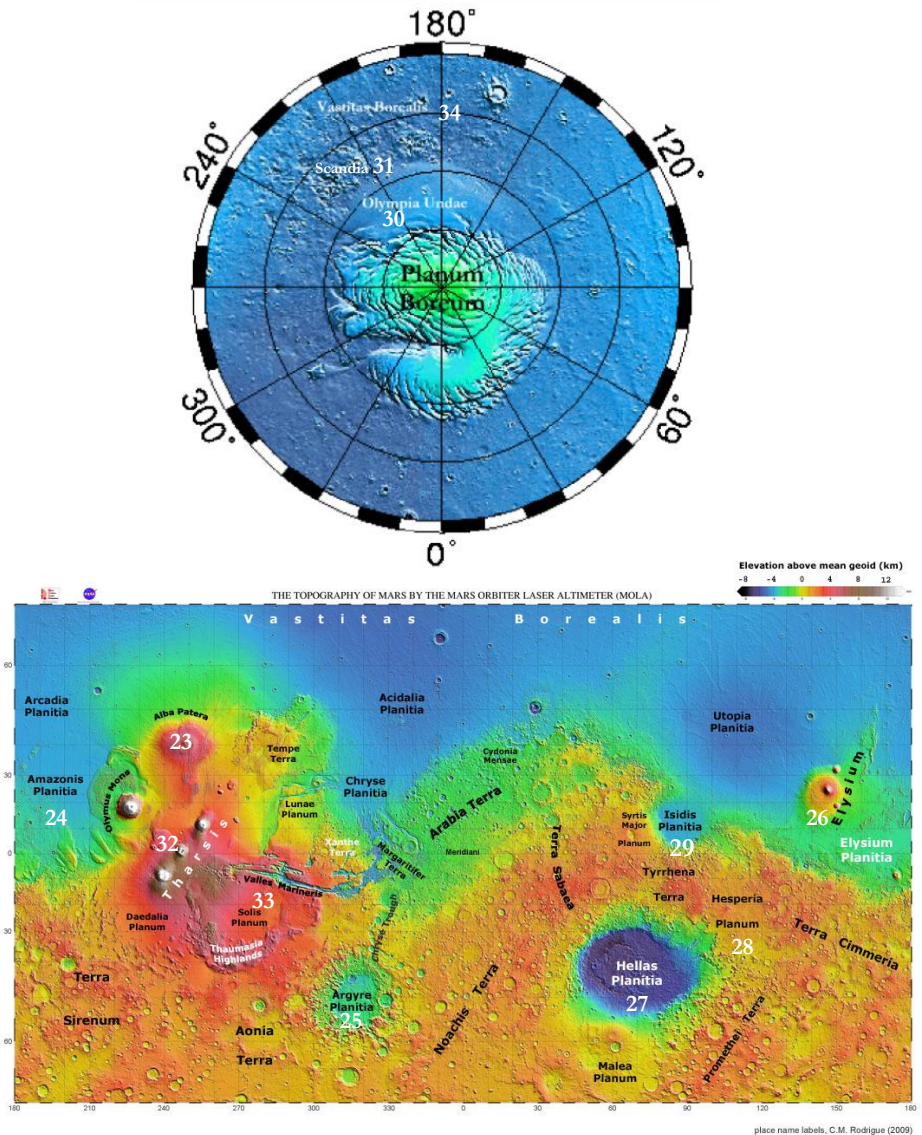 180°
240°
120°
Vastitas Borealis
34
Scandia 31
Olympia Undae
30
Planum
Boreum
300°
60°
0°
Elevation above mean geoid (km)
-8 -4 0 4 8 12
THE TOPOGRAPHY OF MARS BY THE MARS ORBITER LASER ALTIMETER (MOLA)
Vastitas Borealis
60
Arcadia
Planitia
Acidalia
Planitia
Utopia
Planitia
Alba Patera
23
Tempe
Terra
Cydonia
Mensae
30
Amazonis
Planitia
24
Olymus Mons
Chryse
Planitia
Lunae
Planum
Arabia Terra
Syrtis
Major
Planum
Isidis
Planitia
29
26
Elysium
Elysium
Planitia
0
32
Tharsis
Xanthe
Terra
Margaritifer
Terra
Meridiani
Terra Sabaea
Tyrrhena
Terra
Valles Marineris
33
Daedalia
Planum
Solis
Planum
Hesperia
Planum
28
Terra Cimmeria
30
Chryse Trough
Thaumasia
Highlands
Terra
Sirenum
Argyre
Planitia
25
Noachis Terra
Hellas
Planitia
27
Promethei Terra
Aonia
Terra
60
Malea
Planum
180 210 240 270 300 330 0 30 60 90 120 150 180
place name labels, C.M. Rodrigue (2009)